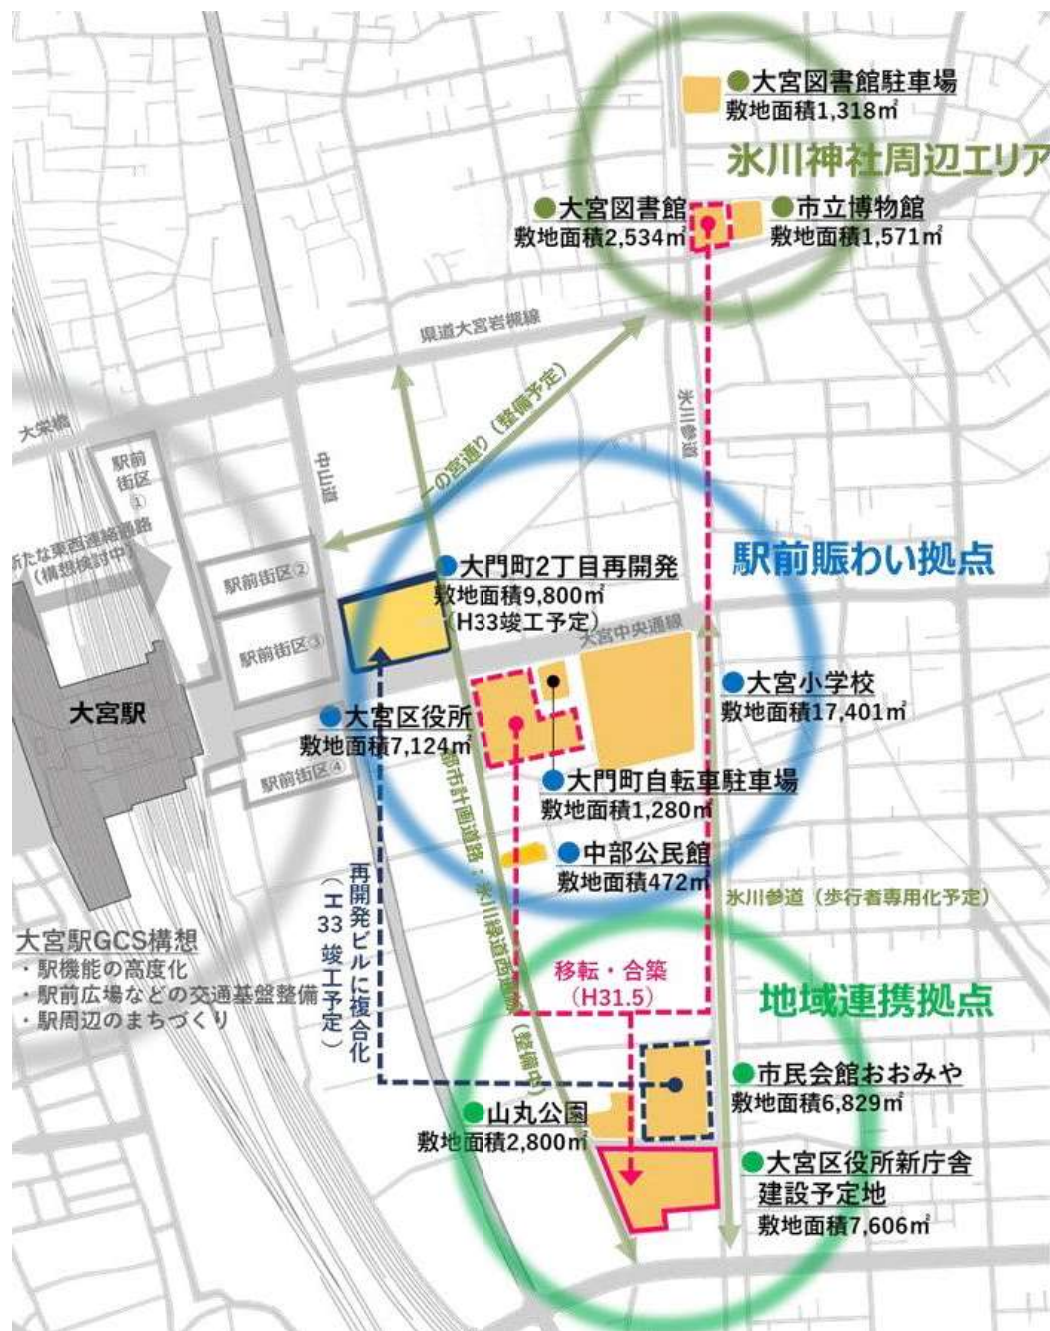 ●大宮図書館駐車場
敷地面積1,318㎡
氷川神社周辺エリア
●大宮図書館
敷地面積2,534㎡
●市立博物館
敷地面積1,571㎡
県道大宮岩槻線
氷川参道
一の宮通り（整備予定）
大栄橋
中山道
駅前
街区
①
新たな東西連絡通路
（構想検討中）
駅前街区②
駅前街区③
駅前街区④
大宮駅
駅前賑わい拠点
●大門町2丁目再開発
敷地面積9,800㎡
（H33竣工予定）
大宮中央通線
●大宮区役所
敷地面積7,124㎡
●大宮小学校
敷地面積17,401㎡
●大門町自転車駐車場
敷地面積1,280㎡
●中部公民館
敷地面積472㎡
都市計画道路：氷川緑道西通線（整備中）
氷川参道（歩行者専用化予定）
大宮駅GCS構想
・駅機能の高度化
・駅前広場などの交通基盤整備
・駅周辺のまちづくり
再開発ビルに複合化
（エ33 竣工予定）
移転・合築
（H31.5）
地域連携拠点
●市民会館おおみや
敷地面積6,829㎡
●山丸公園
敷地面積2,800㎡
●大宮区役所新庁舎
建設予定地
敷地面積7,606㎡